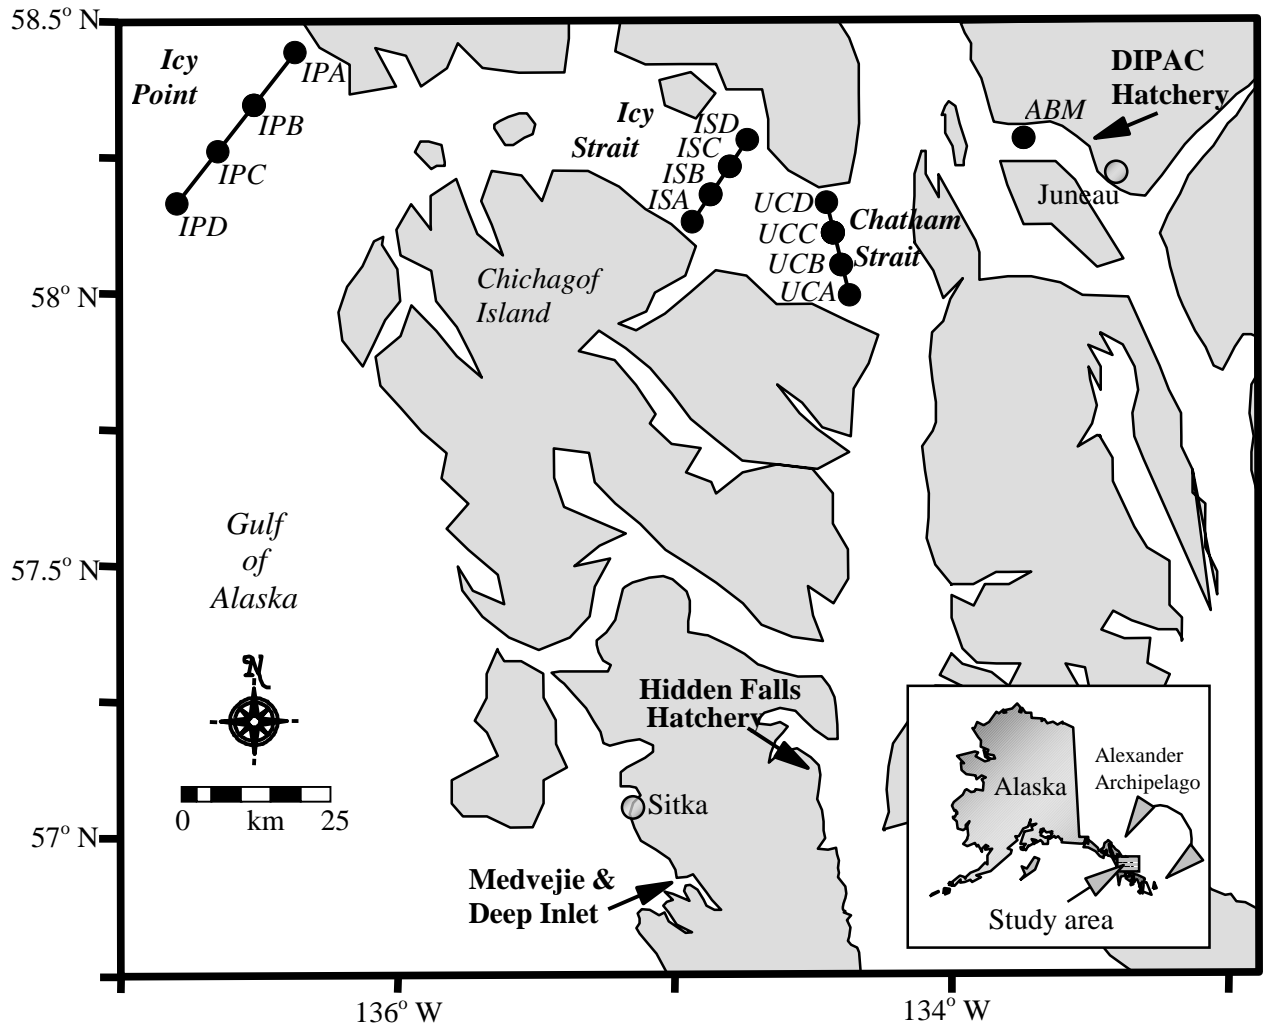 58.5° N
Icy
Point
IPA
IPB
IPC
IPD
Icy
Strait
ISD
ISC
ISB
ISA
DIPAC
Hatchery
ABM
Juneau
UCD
UCC
UCB
UCA
Chatham
Strait
Chichagof
Island
58° N
Gulf
of
Alaska
57.5° N
N
0 km 25
Hidden Falls
Hatchery
Sitka
57° N
Medvejie &
Deep Inlet
Alaska
Alexander
Archipelago
Study area
136° W
134° W